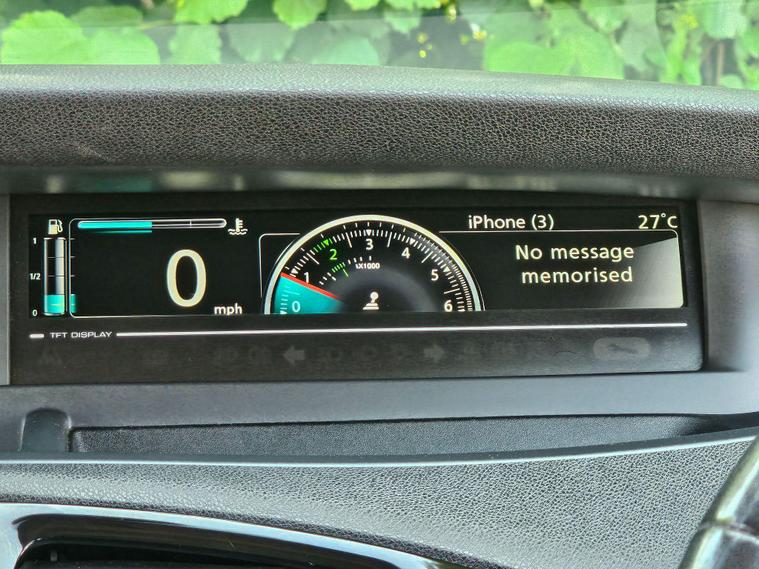 iPhone (3)
27°C
1
1/2
0
0
mph
0
1
2
3
4
5
6
1X1000
No message
memorised
TFT DISPLAY